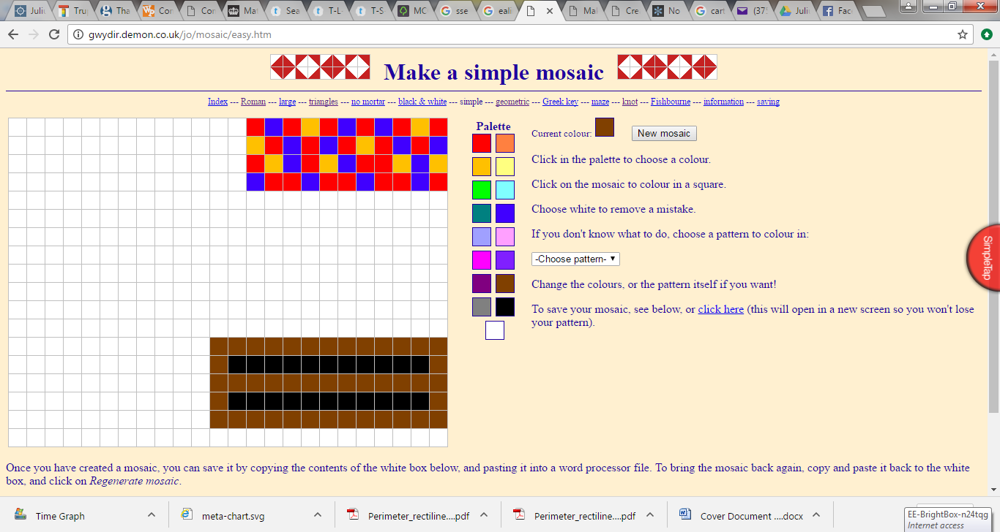 Juliu
Trup
Tha
Con
Con
Mat
Sea
T-L-
T-S
MC
sse
eali
Mal
Cre
No
cart
(37
Juliu
Fac
gwydir.demon.co.uk/jo/mosaic/easy.htm
Make a simple mosaic
Index --- Roman --- large --- triangles --- no mortar --- black & white --- simple --- geometric --- Greek key --- maze --- knot --- Fishbourne --- information --- saving
Palette
Current colour:
New mosaic
Click in the palette to choose a colour.
Click on the mosaic to colour in a square.
Choose white to remove a mistake.
If you don't know what to do, choose a pattern to colour in:
-Choose pattern-
Change the colours, or the pattern itself if you want!
To save your mosaic, see below, or click here (this will open in a new screen so you won't lose
your pattern).
SimpleTap
Once you have created a mosaic, you can save it by copying the contents of the white box below, and pasting it into a word processor file. To bring the mosaic back again, copy and paste it back to the white
box, and click on Regenerate mosaic.
Time Graph
meta-chart.svg
Perimeter_rectiline....pdf
Perimeter_rectiline....pdf
Cover Document ....docx
EE-BrightBox-n24tqg
Internet access